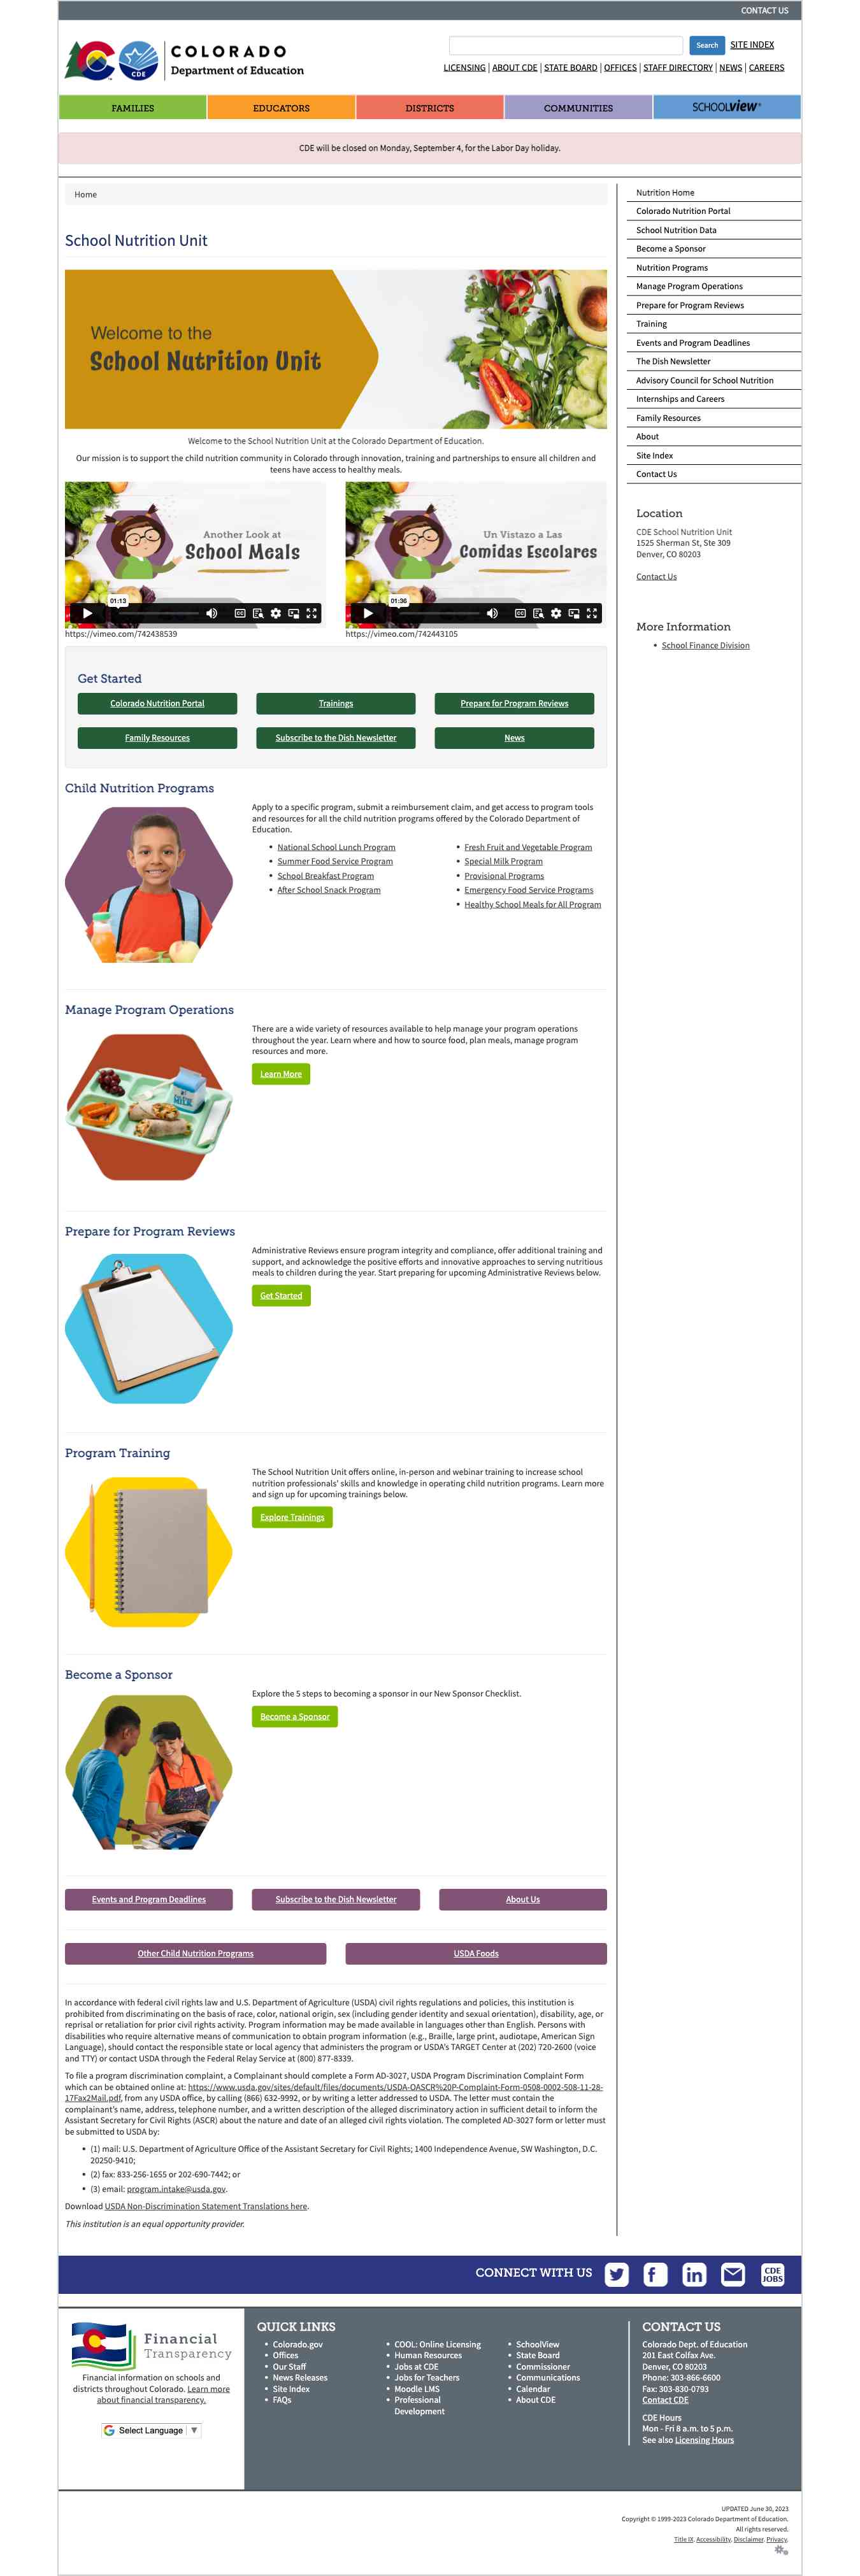 CONTACT US
COLORADO
Department of Education
CDE
Search
SITE INDEX
LICENSING | ABOUT CDE | STATE BOARD | OFFICES | STAFF DIRECTORY | NEWS | CAREERS
FAMILIES
EDUCATORS
DISTRICTS
COMMUNITIES
SCHOOLVIEW®
CDE will be closed on Monday, September 4, for the Labor Day holiday.
Home
School Nutrition Unit
Welcome to the
School Nutrition Unit
Welcome to the School Nutrition Unit at the Colorado Department of Education.
Our mission is to support the child nutrition community in Colorado through innovation, training and partnerships to ensure all children and
teens have access to healthy meals.
Another Look at
School Meals
01:13
https://vimeo.com/742438539
Un Vistazo a Las
Comidas Escolares
01:36
https://vimeo.com/742443105
Get Started
Colorado Nutrition Portal
Trainings
Prepare for Program Reviews
Family Resources
Subscribe to the Dish Newsletter
News
Child Nutrition Programs
Apply to a specific program, submit a reimbursement claim, and get access to program tools
and resources for all the child nutrition programs offered by the Colorado Department of
Education.
• National School Lunch Program
• Summer Food Service Program
• School Breakfast Program
• After School Snack Program
• Fresh Fruit and Vegetable Program
• Special Milk Program
• Provisional Programs
• Emergency Food Service Programs
• Healthy School Meals for All Program
Manage Program Operations
There are a wide variety of resources available to help manage your program operations
throughout the year. Learn where and how to source food, plan meals, manage program
resources and more.
Learn More
Prepare for Program Reviews
Administrative Reviews ensure program integrity and compliance, offer additional training and
support, and acknowledge the positive efforts and innovative approaches to serving nutritious
meals to children during the year. Start preparing for upcoming Administrative Reviews below.
Get Started
Program Training
The School Nutrition Unit offers online, in-person and webinar training to increase school
nutrition professionals' skills and knowledge in operating child nutrition programs. Learn more
and sign up for upcoming trainings below.
Explore Trainings
Become a Sponsor
Explore the 5 steps to becoming a sponsor in our New Sponsor Checklist.
Become a Sponsor
Events and Program Deadlines
Subscribe to the Dish Newsletter
About Us
Other Child Nutrition Programs
USDA Foods
In accordance with federal civil rights law and U.S. Department of Agriculture (USDA) civil rights regulations and policies, this institution is
prohibited from discriminating on the basis of race, color, national origin, sex (including gender identity and sexual orientation), disability, age, or
reprisal or retaliation for prior civil rights activity. Program information may be made available in languages other than English. Persons with
disabilities who require alternative means of communication to obtain program information (e.g., Braille, large print, audiotape, American Sign
Language), should contact the responsible state or local agency that administers the program or USDA's TARGET Center at (202) 720-2600 (voice
and TTY) or contact USDA through the Federal Relay Service at (800) 877-8339.
To file a program discrimination complaint, a Complainant should complete a Form AD-3027, USDA Program Discrimination Complaint Form
which can be obtained online at: https://www.usda.gov/sites/default/files/documents/USDA-OASCR%20P-Complaint-Form-0508-0002-508-11-28-
17Fax2Mail.pdf, from any USDA office, by calling (866) 632-9992, or by writing a letter addressed to USDA. The letter must contain the
complainant's name, address, telephone number, and a written description of the alleged discriminatory action in sufficient detail to inform the
Assistant Secretary for Civil Rights (ASCR) about the nature and date of an alleged civil rights violation. The completed AD-3027 form or letter must
be submitted to USDA by:
• (1) mail: U.S. Department of Agriculture Office of the Assistant Secretary for Civil Rights; 1400 Independence Avenue, SW Washington, D.C.
20250-9410;
• (2) fax: 833-256-1655 or 202-690-7442; or
• (3) email: program.intake@usda.gov.
Download USDA Non-Discrimination Statement Translations here.
This institution is an equal opportunity provider.
Nutrition Home
Colorado Nutrition Portal
School Nutrition Data
Become a Sponsor
Nutrition Programs
Manage Program Operations
Prepare for Program Reviews
Training
Events and Program Deadlines
The Dish Newsletter
Advisory Council for School Nutrition
Internships and Careers
Family Resources
About
Site Index
Contact Us
Location
CDE School Nutrition Unit
1525 Sherman St, Ste 309
Denver, CO 80203
Contact Us
More Information
• School Finance Division
CONNECT WITH US
CDE
JOBS
Financial
Transparency
Financial information on schools and
districts throughout Colorado. Learn more
about financial transparency.
Select Language ▼
QUICK LINKS
• Colorado.gov
• Offices
• Our Staff
• News Releases
• Site Index
• FAQs
• COOL: Online Licensing
• Human Resources
• Jobs at CDE
• Jobs for Teachers
• Moodle LMS
• Professional
Development
• SchoolView
• State Board
• Commissioner
• Communications
• Calendar
• About CDE
CONTACT US
Colorado Dept. of Education
201 East Colfax Ave.
Denver, CO 80203
Phone: 303-866-6600
Fax: 303-830-0793
Contact CDE
CDE Hours
Mon - Fri 8 a.m. to 5 p.m.
See also Licensing Hours
UPDATED June 30, 2023
Copyright © 1999-2023 Colorado Department of Education.
All rights reserved.
Title IX. Accessibility. Disclaimer. Privacy.